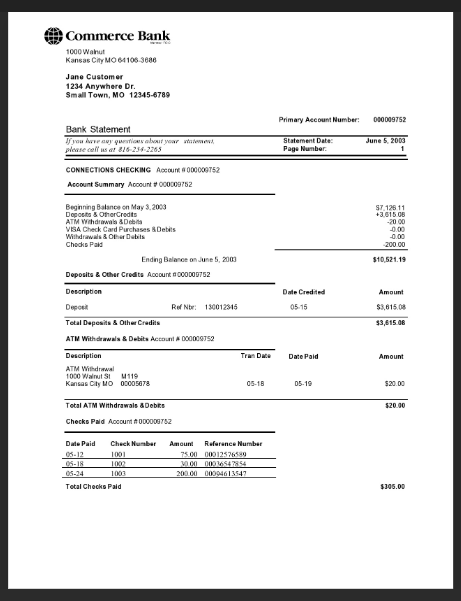 Commerce Bank
1000 Walnut
Kansas City MO 64106-3686
Jane Customer
1234 Anywhere Dr.
Small Town, MO 12345-6789
Primary Account Number: 000009752
Bank Statement
If you have any questions about your statement, Statement Date: June 5, 2003
please call us at 816-234-2265 Page Number: 1
CONNECTIONS CHECKING Account # 000009752
Account Summary Account # 000009752
Beginning Balance on May 3, 2003 $7,126.11
Deposits & Other Credits +3,615.08
ATM Withdrawals & Debits -20.00
VISA Check Card Purchases & Debits -0.00
Withdrawals & Other Debits -0.00
Checks Paid -200.00
Ending Balance on June 5, 2003 $10,521.19
Deposits & Other Credits Account # 000009752
Description Date Credited Amount
Deposit Ref Nbr: 130012345 05-15 $3,615.08
Total Deposits & Other Credits $3,615.08
ATM Withdrawals & Debits Account # 000009752
Description Tran Date Date Paid Amount
ATM Withdrawal
1000 Walnut St M119
Kansas City MO 00005678 05-18 05-19 $20.00
Total ATM Withdrawals & Debits $20.00
Checks Paid Account # 000009752
Date Paid Check Number Amount Reference Number
05-12 1001 75.00 00012576589
05-18 1002 30.00 00036547854
05-24 1003 200.00 00094613547
Total Checks Paid $305.00